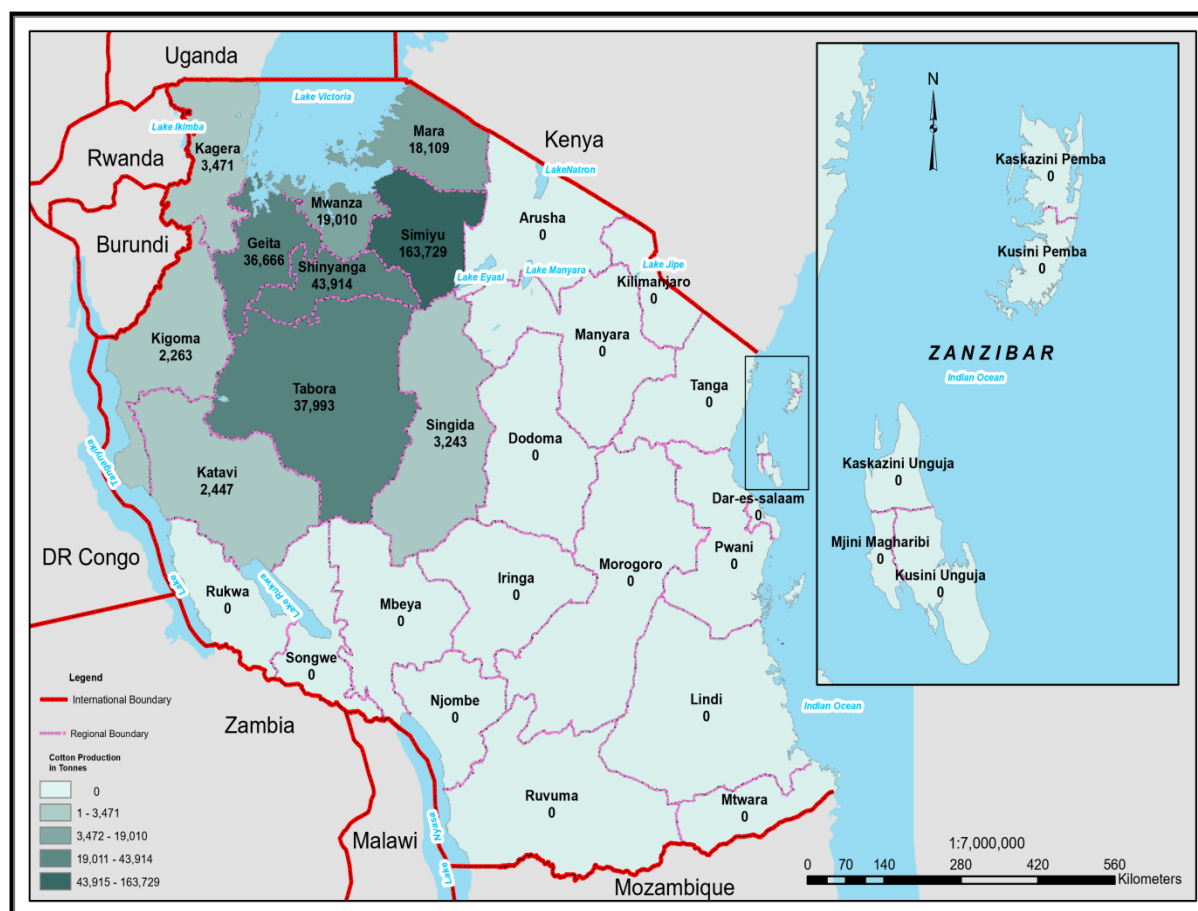 Uganda
Rwanda
Burundi
DR Congo
Zambia
Malawi
Mozambique
Kenya
Lake Victoria
Lake Ikimba
Kagera
3,471
Mara
18,109
Mwanza
19,010
Simiyu
163,729
Geita
36,666
Shinyanga
43,914
Kigoma
2,263
Tabora
37,993
Singida
3,243
Katavi
2,447
LakeNatron
Arusha
0
Lake Eyasi
Lake Manyara
Lake Jipe
Kilimanjaro
0
Manyara
0
Tanga
0
Dodoma
0
Dar-es-salaam
0
Pwani
0
Morogoro
0
Iringa
0
Mbeya
0
Rukwa
0
Lake Rukwa
Songwe
0
Njombe
0
Lindi
0
Ruvuma
0
Mtwara
0
Tanganyika
Lake
Nyasa
Lake
Indian Ocean
N
Kaskazini Pemba
0
Kusini Pemba
0
ZANZIBAR
Indian Ocean
Kaskazini Unguja
0
Mjini Magharibi
0
Kusini Unguja
0
Legend
International Boundary
Regional Boundary
Cotton Production
in Tonnes
0
1 - 3,471
3,472 - 19,010
19,011 - 43,914
43,915 - 163,729
1:7,000,000
0 70 140 280 420 560
Kilometers